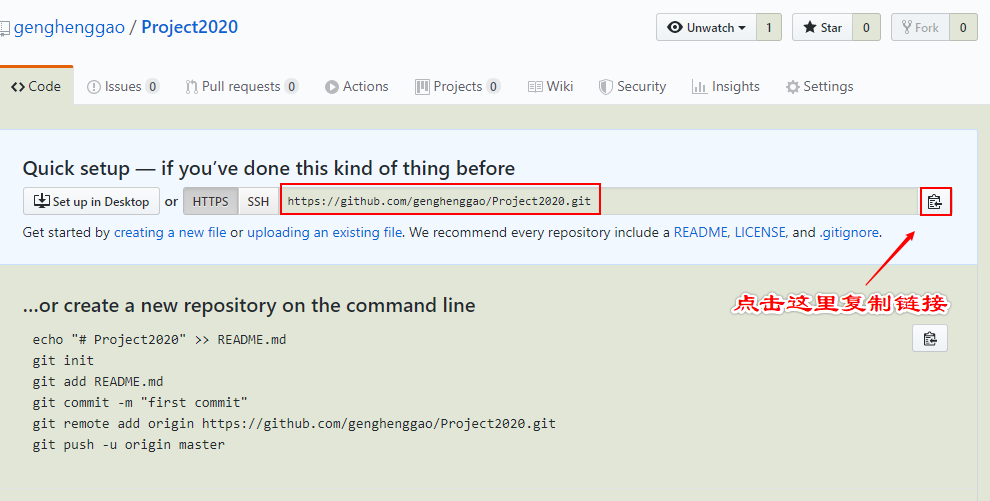 genghenggao / Project2020
Unwatch 1 Star 0 Fork 0
Code Issues 0 Pull requests 0 Actions Projects 0 Wiki Security Insights Settings
Quick setup — if you’ve done this kind of thing before
Set up in Desktop or HTTPS SSH https://github.com/genghenggao/Project2020.git
Get started by creating a new file or uploading an existing file. We recommend every repository include a README, LICENSE, and .gitignore.
点击这里复制链接
…or create a new repository on the command line
echo "# Project2020" >> README.md
git init
git add README.md
git commit -m "first commit"
git remote add origin https://github.com/genghenggao/Project2020.git
git push -u origin master